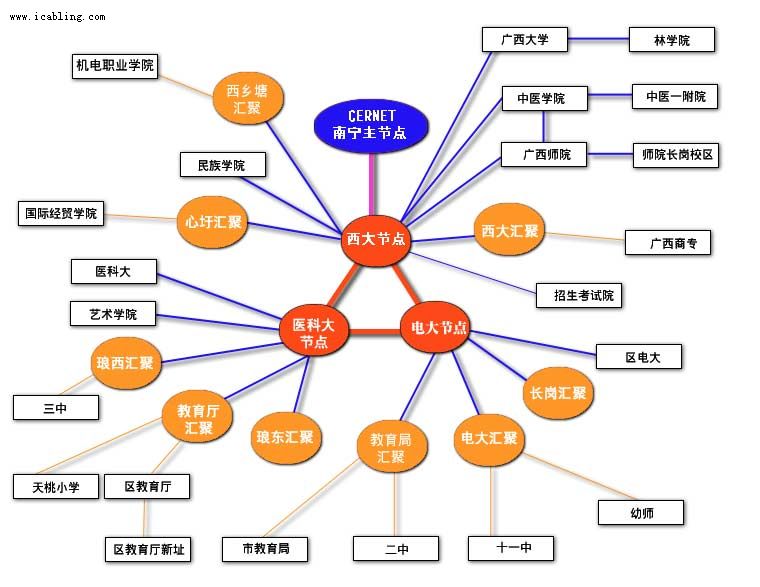 www.icabling.com
广西大学
林学院
机电职业学院
西乡塘
汇聚
中医学院
中医一附院
CERNET
南宁主节点
民族学院
广西师院
师院长岗校区
国际经贸学院
心圩汇聚
西大节点
西大汇聚
广西商专
医科大
招生考试院
艺术学院
医科大
节点
电大节点
琅西汇聚
区电大
三中
教育厅
汇聚
长岗汇聚
琅东汇聚
教育局
汇聚
电大汇聚
天桃小学
区教育厅
幼师
区教育厅新址
市教育局
二中
十一中